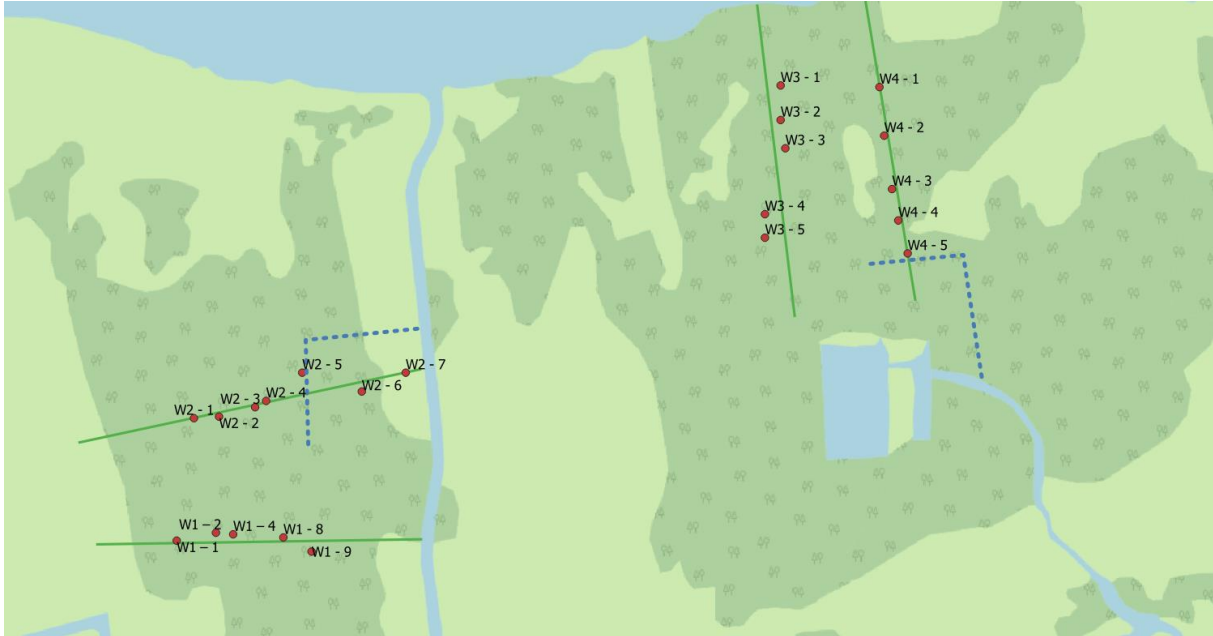 W3 - 1
W4 - 1
W3 - 2
W4 - 2
W3 - 3
W4 - 3
W3 - 4
W4 - 4
W3 - 5
W4 - 5
W2 - 5
W2 - 7
W2 - 6
W2 - 4
W2 - 3
W2 - 1
W2 - 2
W1 – 2
W1 – 4
W1 - 8
W1 – 1
W1 - 9